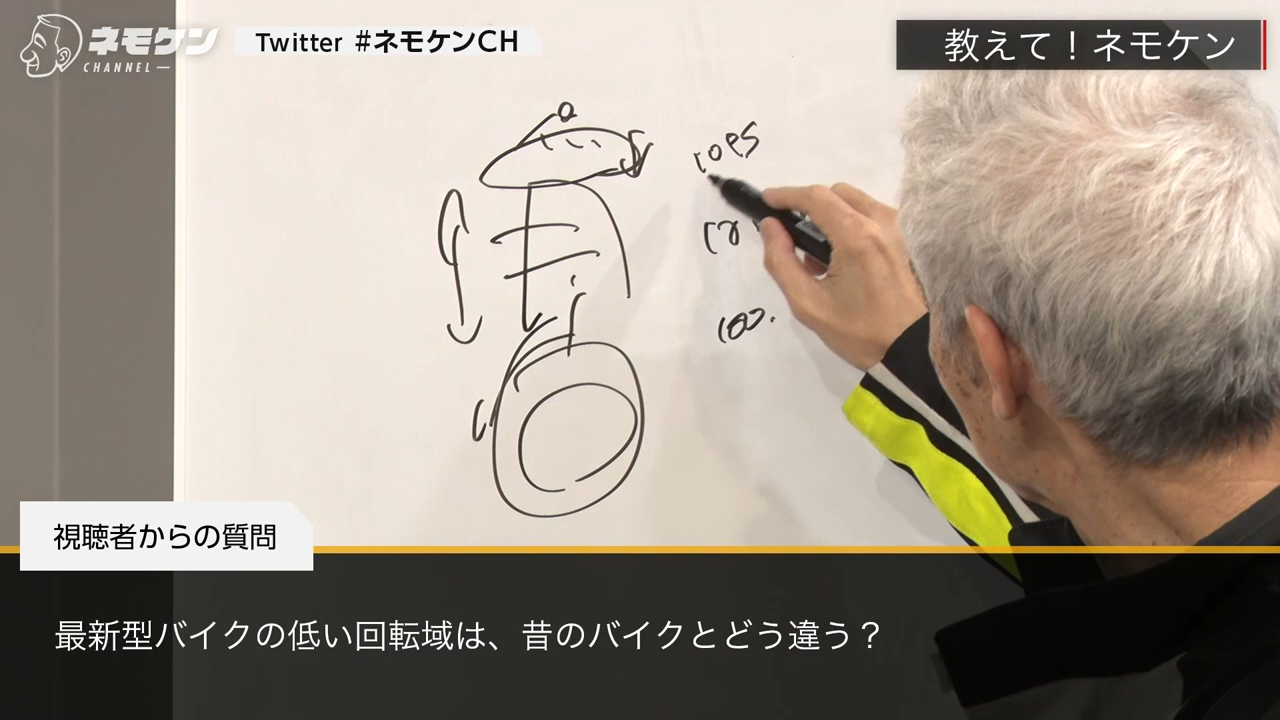 ネモケン
CHANNEL
Twitter #ネモケンCH
教えて！ネモケン
視聴者からの質問
最新型バイクの低い回転域は、昔のバイクとどう違う？